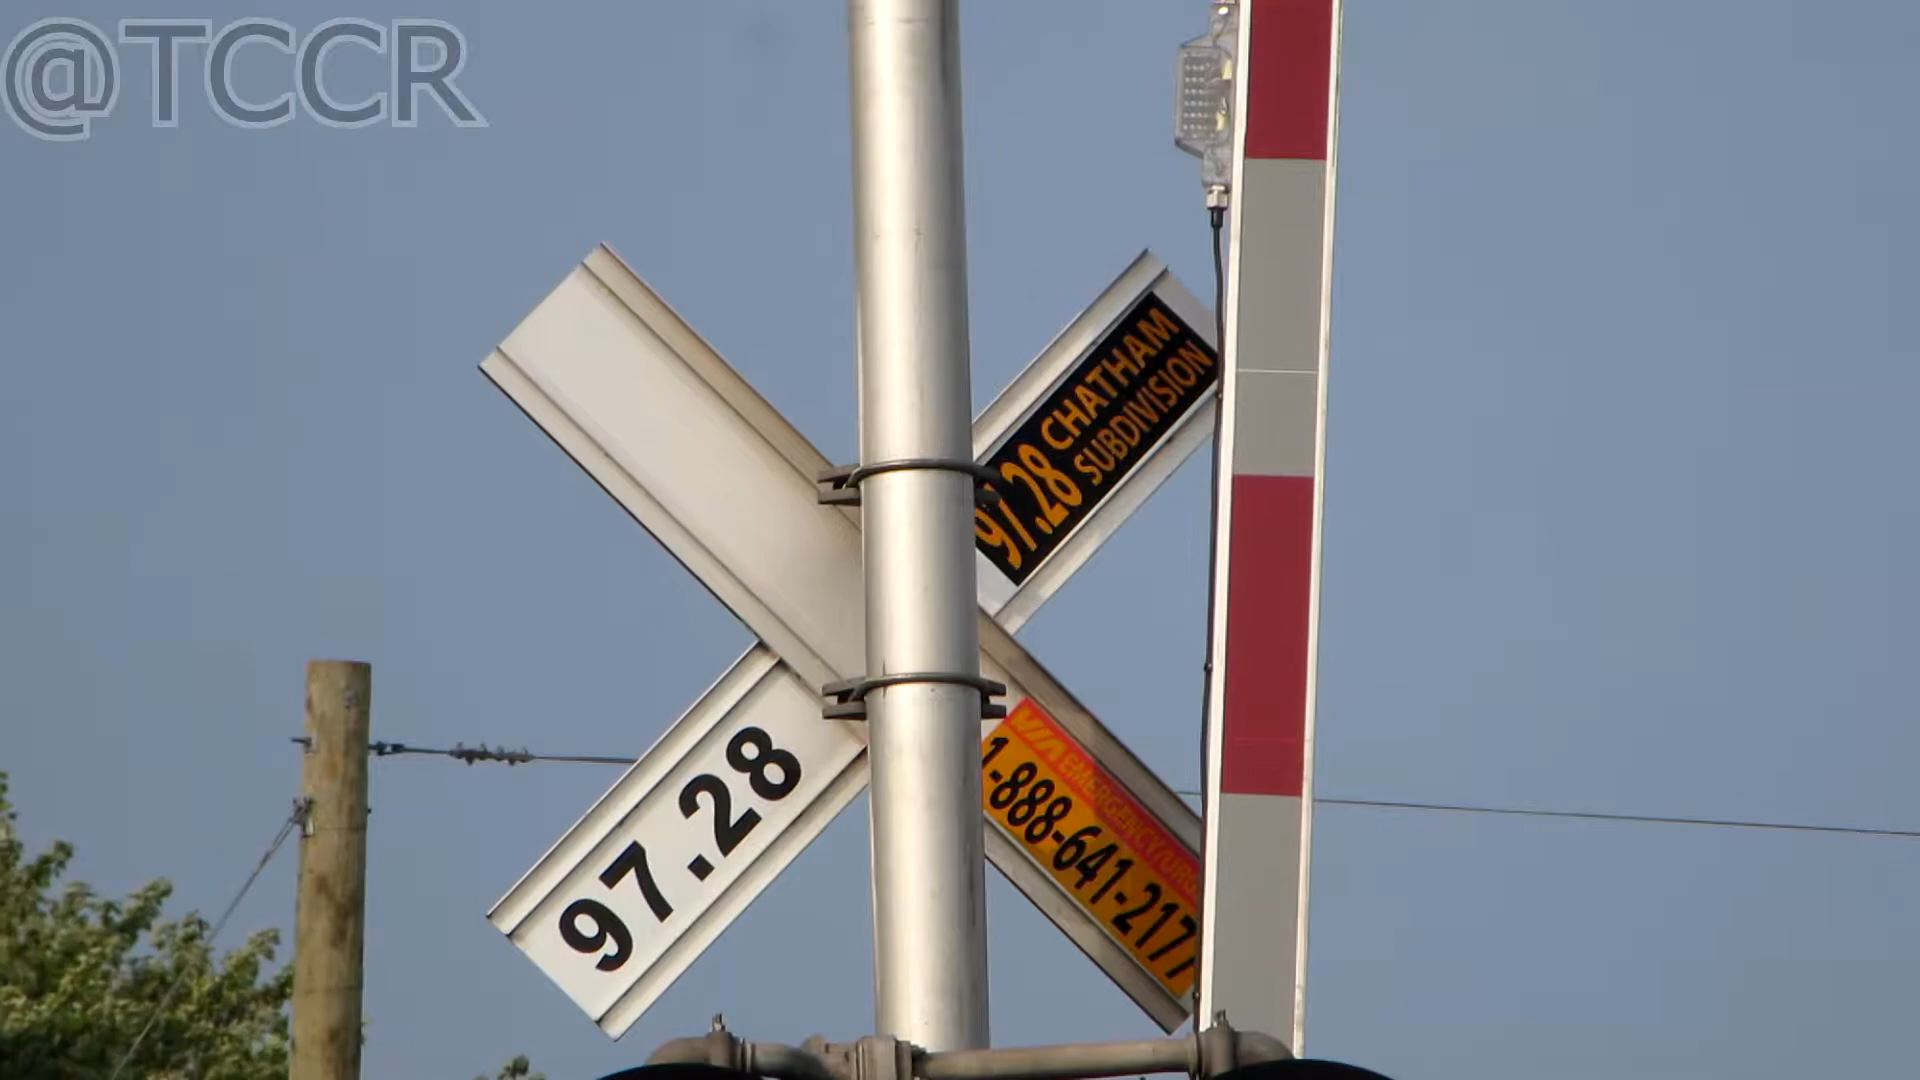 @TCCR
97.28 CHATHAM
SUBDIVISION
97.28
VIA EMERGENCY/URG
1-888-641-2177